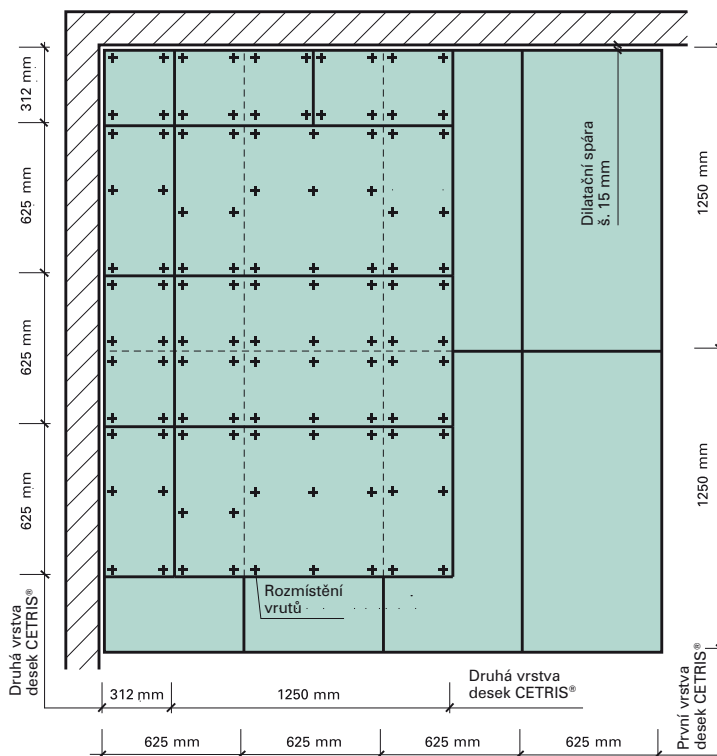 312 mm
625 mm
625 mm
625 mm
Druhá vrstva
desek CETRIS®
Dilatační spára
š. 15 mm
1250 mm
1250 mm
První vrstva
desek CETRIS®
Rozmístění
vrutů
312 mm
1250 mm
Druhá vrstva
desek CETRIS®
625 mm
625 mm
625 mm
625 mm